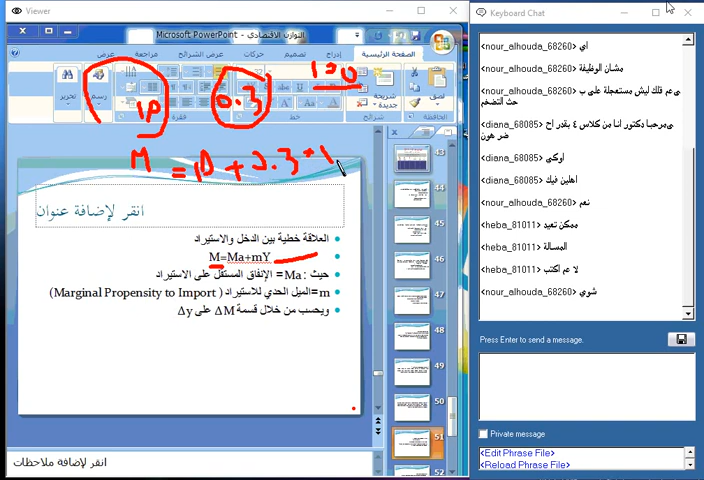 Viewer
Keyboard Chat
التوازن الاقتصادي - Microsoft PowerPoint
الصفحة الرئيسية
إدراج
تصميم
حركات
عرض الشرائح
مراجعة
لصق
الحافظة
شريحة جديدة
شرائح
خط
فقرة
رسم
تحرير
10
0.3
100
M = 10 + 0.3 * 1
انقر لإضافة عنوان
العلاقة خطية بين الدخل والاستيراد
M=Ma+mY
حيث : Ma= الإنفاق المستقل على الاستيراد
m=الميل الحدي للاستيراد ( Marginal Propensity to Import)
ويحسب من خلال قسمة ΔM على Δy
انقر لإضافة ملاحظات
43
44
45
46
47
48
49
50
51
52
<nour_alhouda_68260> اي
<nour_alhouda_68260> مشان الوظيفة
<nour_alhouda_68260> ىى عم قلك ليش مستعجلة على ب
حث التضخم
<diana_68085> ىىمرحبا دكتور انا من كلاس ٤ بقدر اح
ضر هون
<diana_68085> اوكى
<diana_68085> اهلين فيك
<nour_alhouda_68260> نعم
<heba_81011> ممكن تعيد
<heba_81011> المسالة
<heba_81011> لا عم اكتب
<nour_alhouda_68260> شوي
Press Enter to send a message.
Private message
<Edit Phrase File>
<Reload Phrase File>